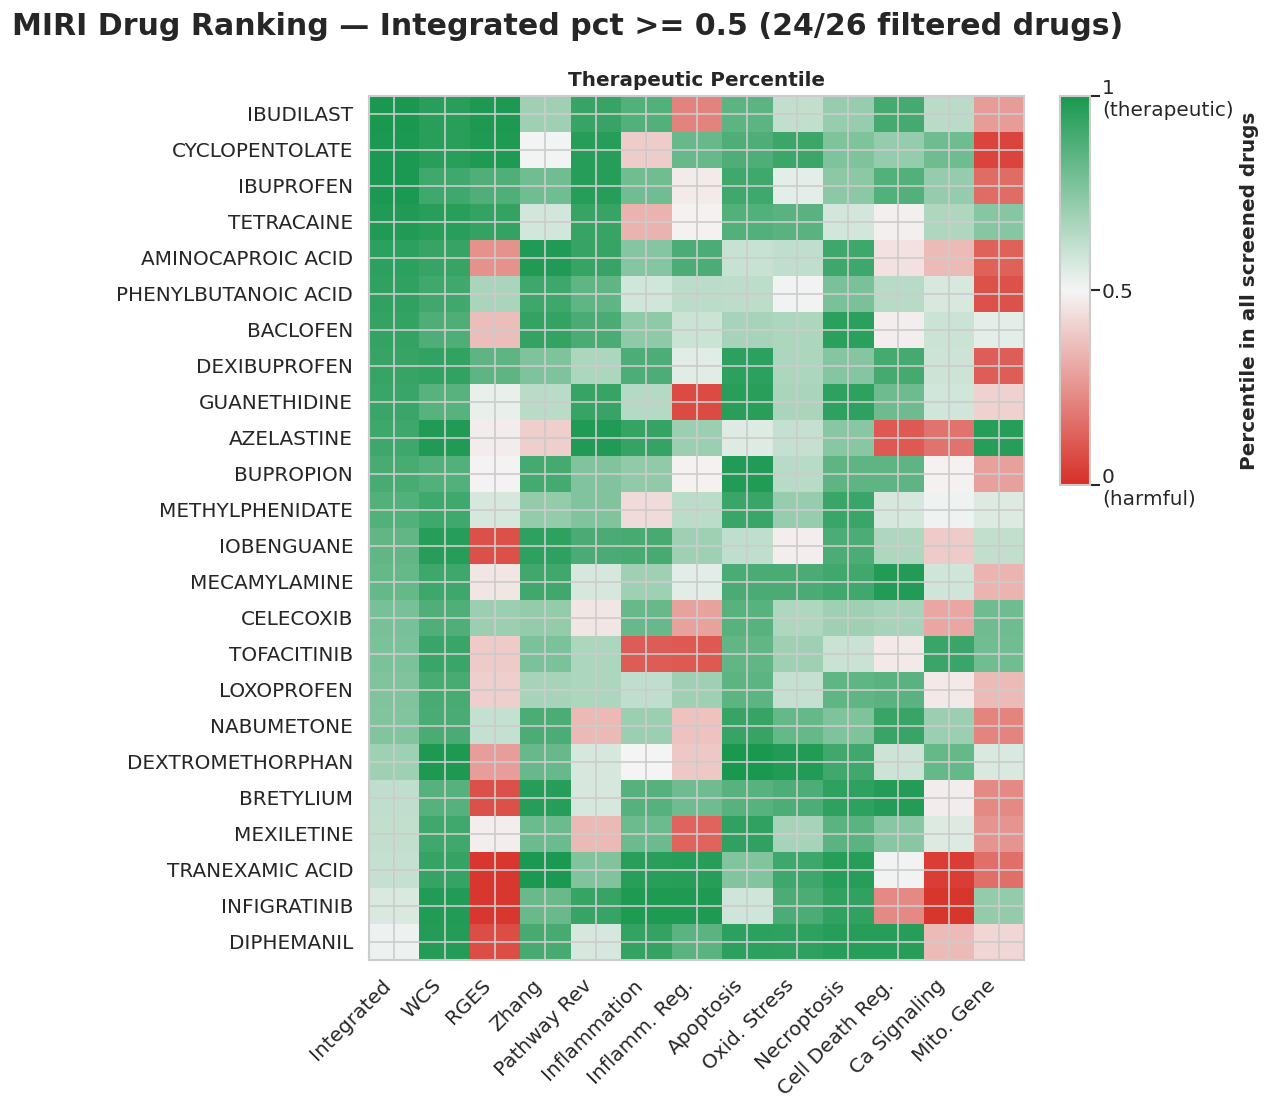 MIRI Drug Ranking — Integrated pct >= 0.5 (24/26 filtered drugs)
Therapeutic Percentile
IBUDILAST
CYCLOPENTOLATE
IBUPROFEN
TETRACAINE
AMINOCAPROIC ACID
PHENYLBUTANOIC ACID
BACLOFEN
DEXIBUPROFEN
GUANETHIDINE
AZELASTINE
BUPROPION
METHYLPHENIDATE
IOBENGUANE
MECAMYLAMINE
CELECOXIB
TOFACITINIB
LOXOPROFEN
NABUMETONE
DEXTROMETHORPHAN
BRETYLIUM
MEXILETINE
TRANEXAMIC ACID
INFIGRATINIB
DIPHEMANIL
Integrated
WCS
RGES
Zhang
Pathway Rev
Inflammation
Inflamm. Reg.
Apoptosis
Oxid. Stress
Necroptosis
Cell Death Reg.
Ca Signaling
Mito. Gene
1
(therapeutic)
0.5
0
(harmful)
Percentile in all screened drugs